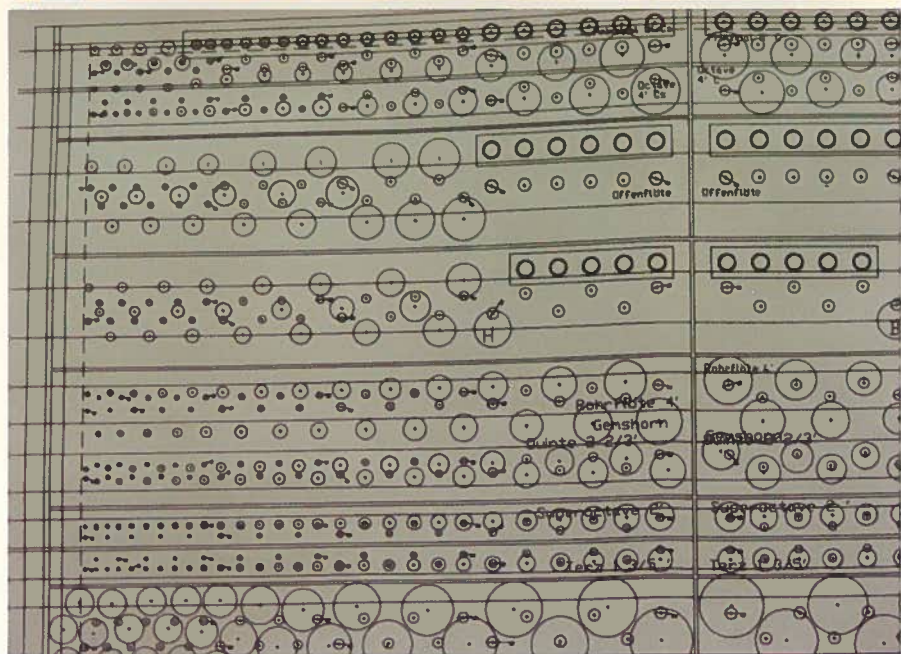 Octave
4' Cs
Octave
4' C
Offenflöte
Offenflöte
H
Rohrflöte 4'
Rohrflöte 4'
Gemshorn
Quinte 2 2/3'
Superoctave 2'
Superoctave 2'
Terz 1 3/5'
Terz 1 3/5'